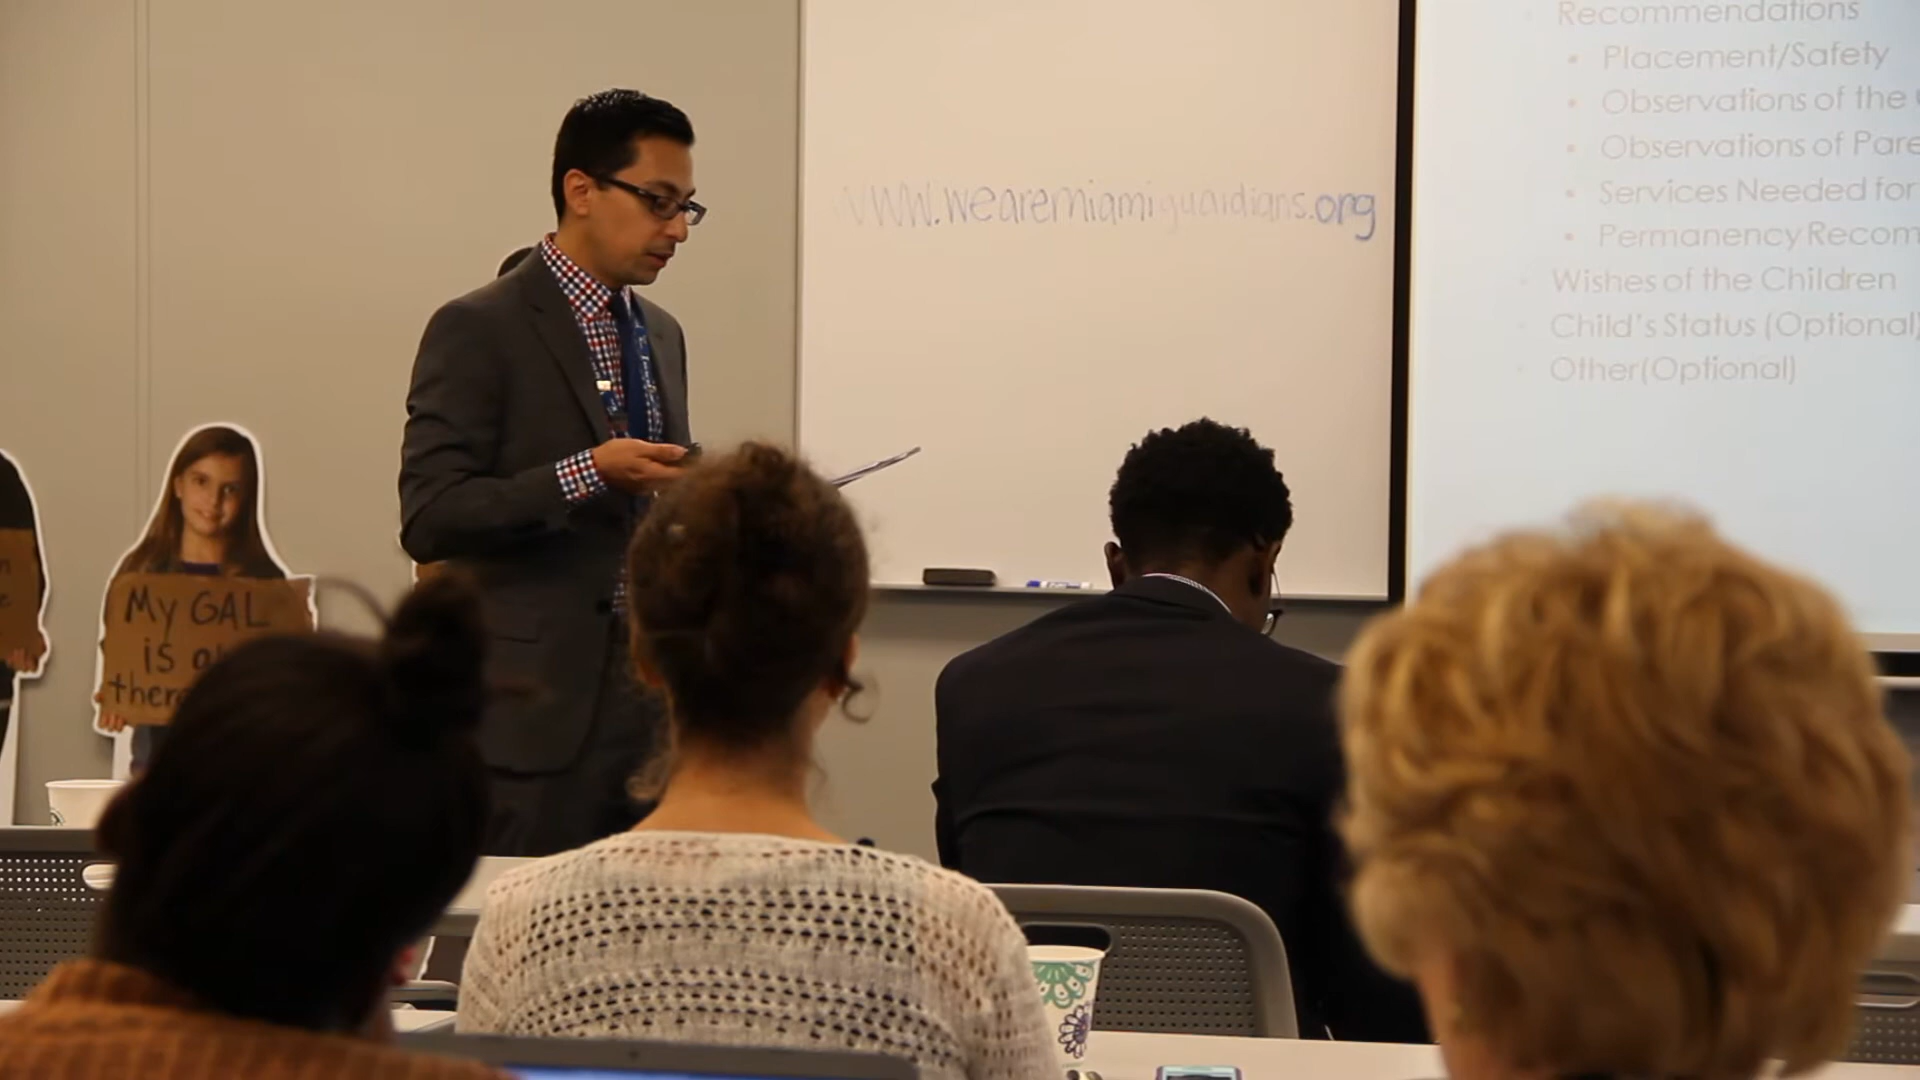 www.wearemiamiguardians.org
Recommendations
• Placement/Safety
• Observations of the
• Observations of Pare
• Services Needed for
• Permanency Recom
Wishes of the Children
Child's Status (Optional)
Other(Optional)
My GAL
is